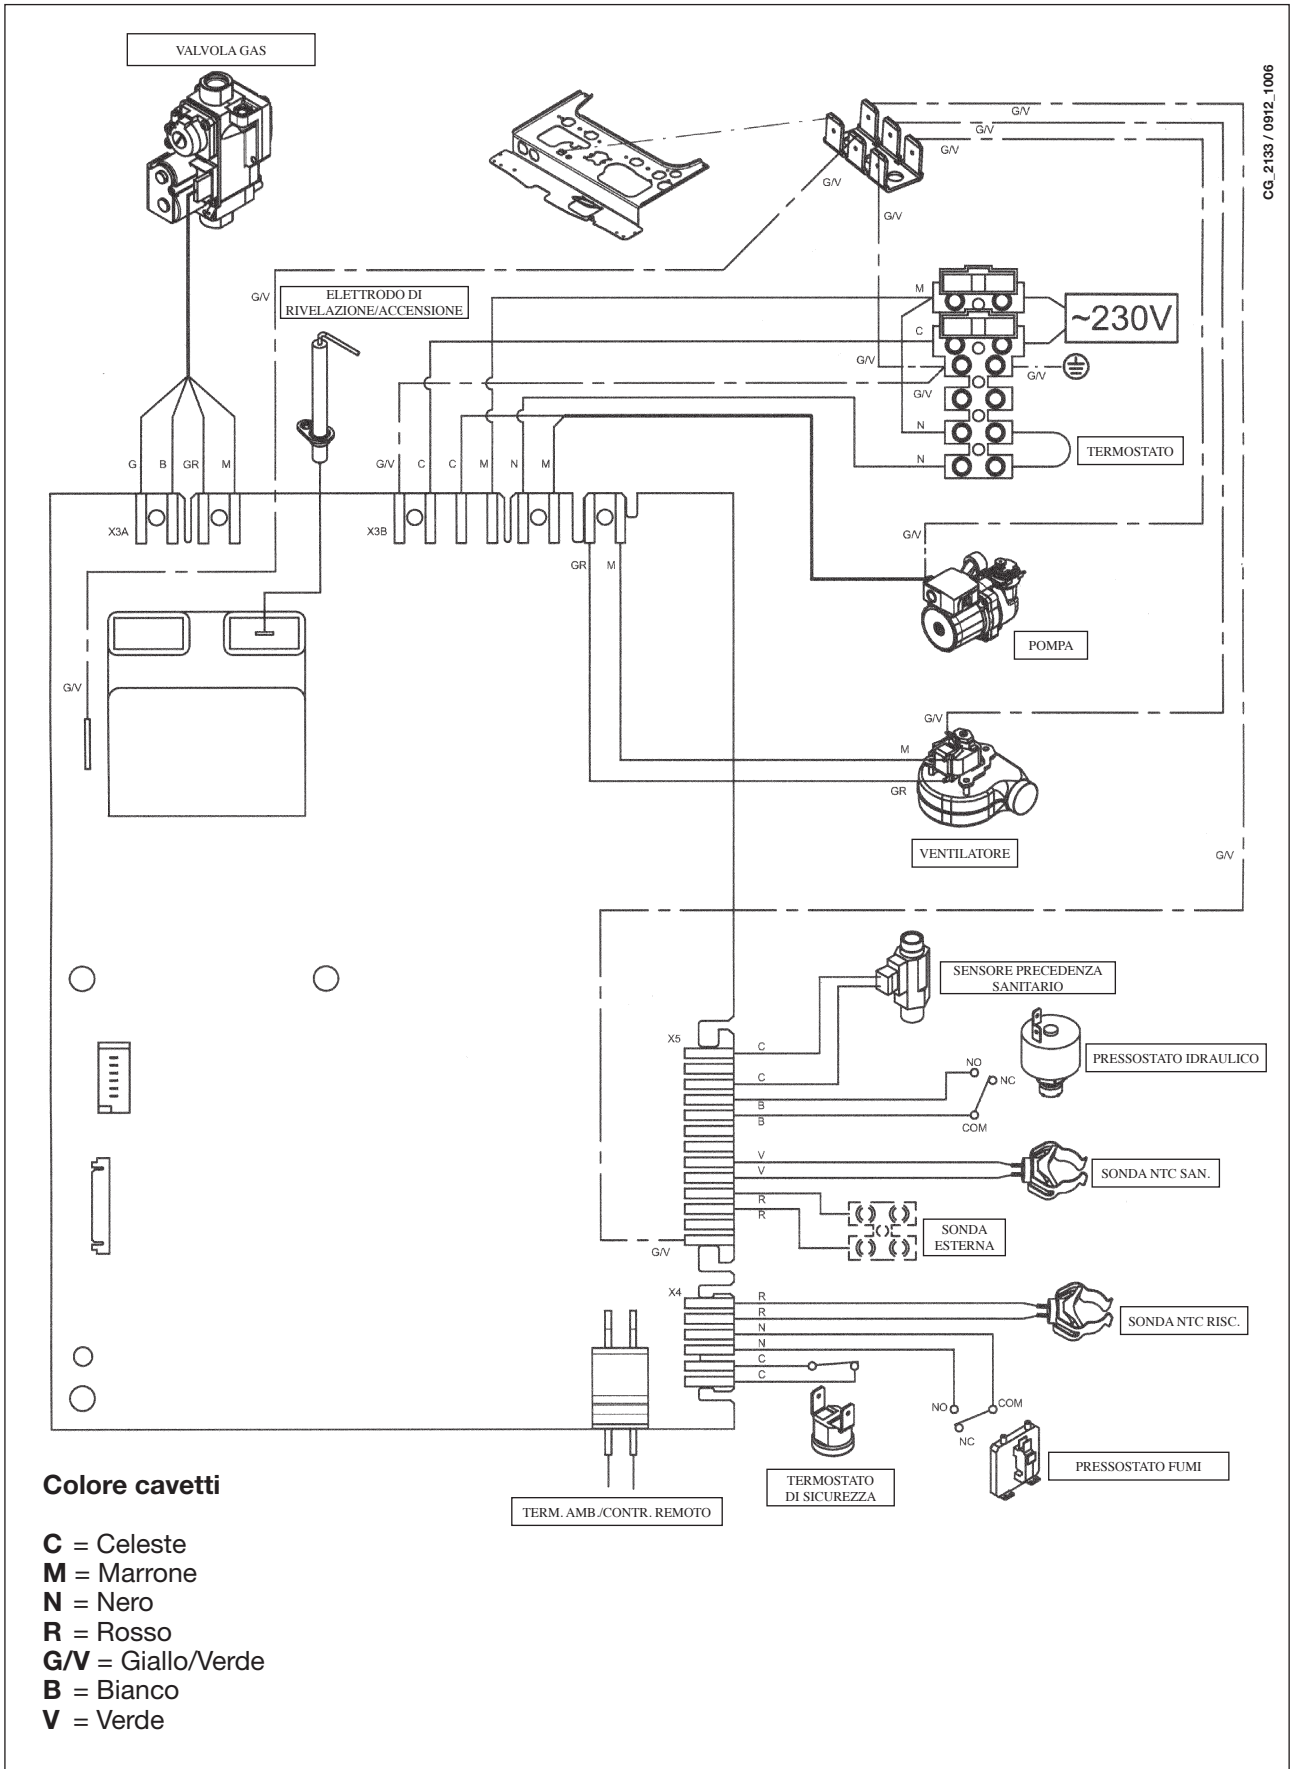 VALVOLA GAS
CG_2133 / 0912_1006
G/V
G/V
G/V
G/V
G/V
G/V
ELETTRODO DI
RIVELAZIONE/ACCENSIONE
M
~230V
C
G/V
G/V
G/V
N
TERMOSTATO
N
G
B
GR
M
G/V
C
C
M
N
M
X3A
X3B
G/V
GR
M
POMPA
G/V
G/V
M
GR
VENTILATORE
G/V
SENSORE PRECEDENZA
SANITARIO
X5
C
C
NO
NC
COM
PRESSOSTATO IDRAULICO
B
B
V
V
SONDA NTC SAN.
R
R
SONDA
ESTERNA
G/V
X4
R
R
SONDA NTC RISC.
N
N
C
C
NO
COM
NC
PRESSOSTATO FUMI
TERMOSTATO
DI SICUREZZA
TERM. AMB./CONTR. REMOTO
Colore cavetti
C = Celeste
M = Marrone
N = Nero
R = Rosso
G/V = Giallo/Verde
B = Bianco
V = Verde